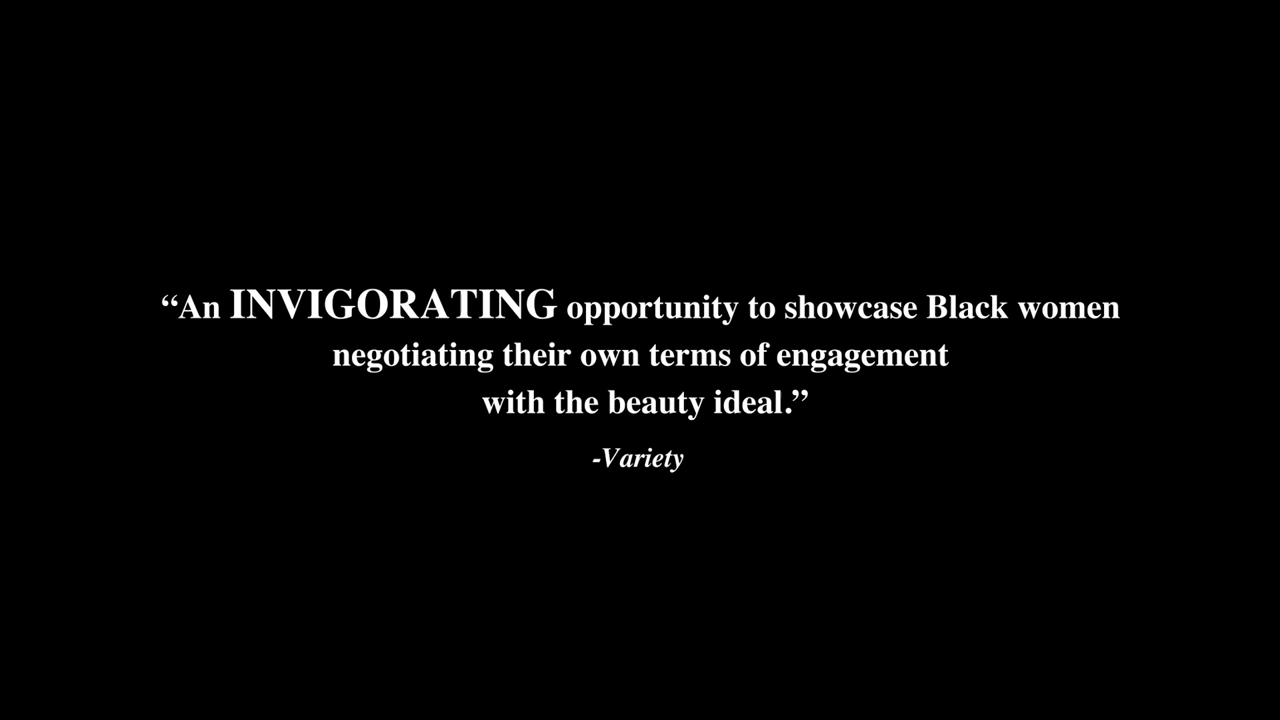 “An INVIGORATING opportunity to showcase Black women
negotiating their own terms of engagement
with the beauty ideal.”
-Variety